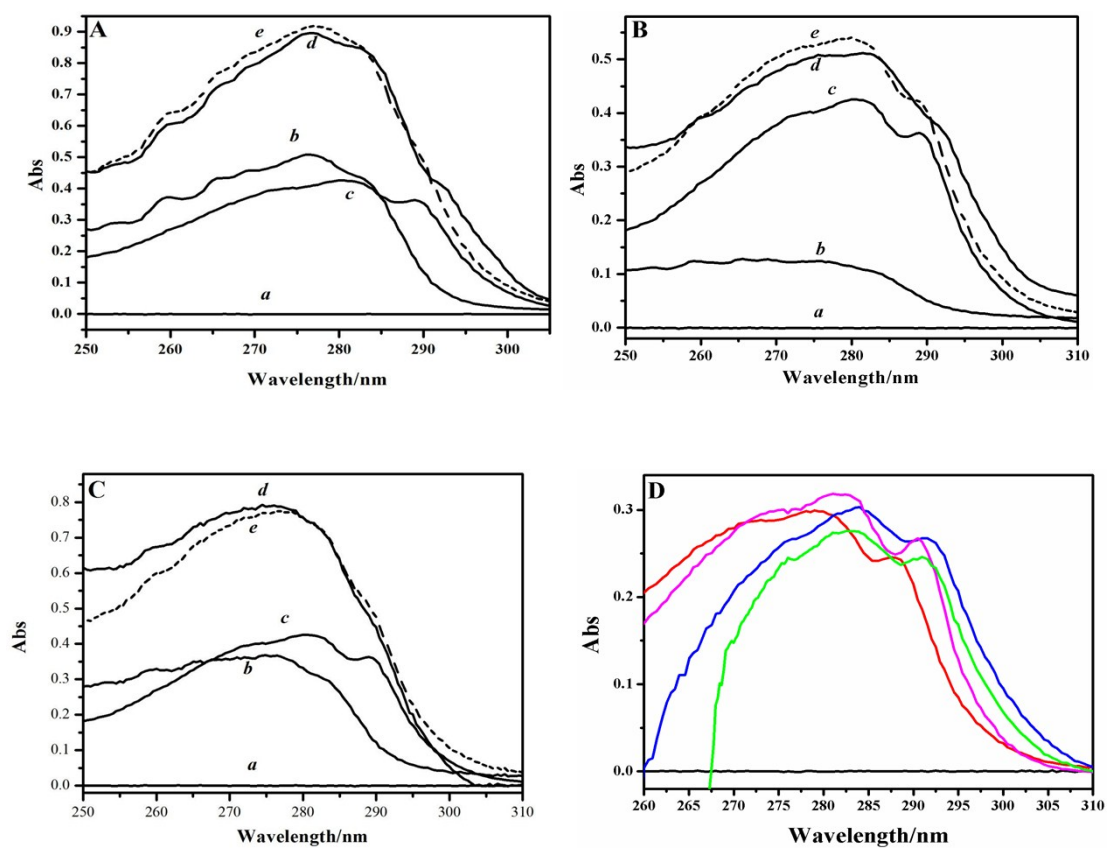 A
0.9
0.8
0.7
0.6
0.5
0.4
0.3
0.2
0.1
0.0
Abs
e
d
b
c
a
250 260 270 280 290 300
Wavelength/nm
B
0.5
0.4
0.3
0.2
0.1
0.0
Abs
e
d
c
b
a
250 260 270 280 290 300 310
Wavelength/nm
C
0.8
0.7
0.6
0.5
0.4
0.3
0.2
0.1
0.0
Abs
d
e
c
b
a
250 260 270 280 290 300 310
Wavelength/nm
D
0.3
0.2
0.1
0.0
Abs
260 265 270 275 280 285 290 295 300 305 310
Wavelength/nm